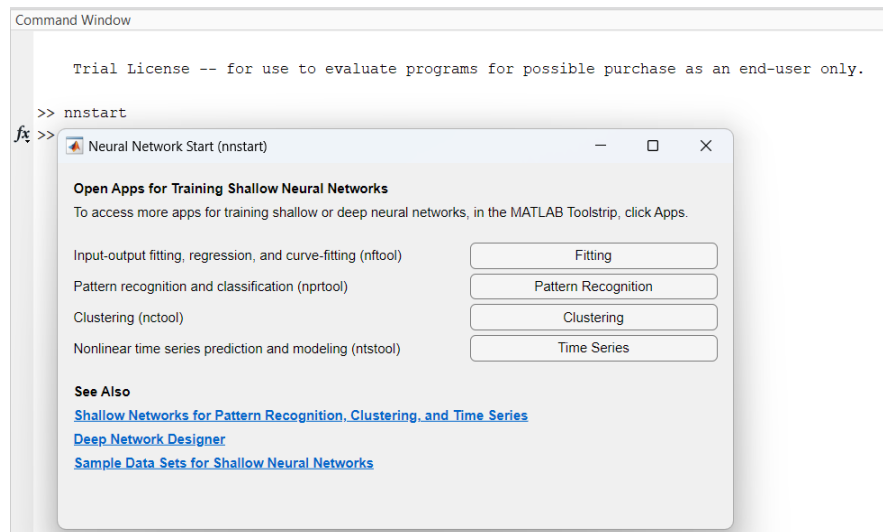 Command Window
Trial License -- for use to evaluate programs for possible purchase as an end-user only.
>> nnstart
fx >>
Neural Network Start (nnstart)
Open Apps for Training Shallow Neural Networks
To access more apps for training shallow or deep neural networks, in the MATLAB Toolstrip, click Apps.
Input-output fitting, regression, and curve-fitting (nftool) Fitting
Pattern recognition and classification (nprtool) Pattern Recognition
Clustering (nctool) Clustering
Nonlinear time series prediction and modeling (ntstool) Time Series
See Also
Shallow Networks for Pattern Recognition, Clustering, and Time Series
Deep Network Designer
Sample Data Sets for Shallow Neural Networks